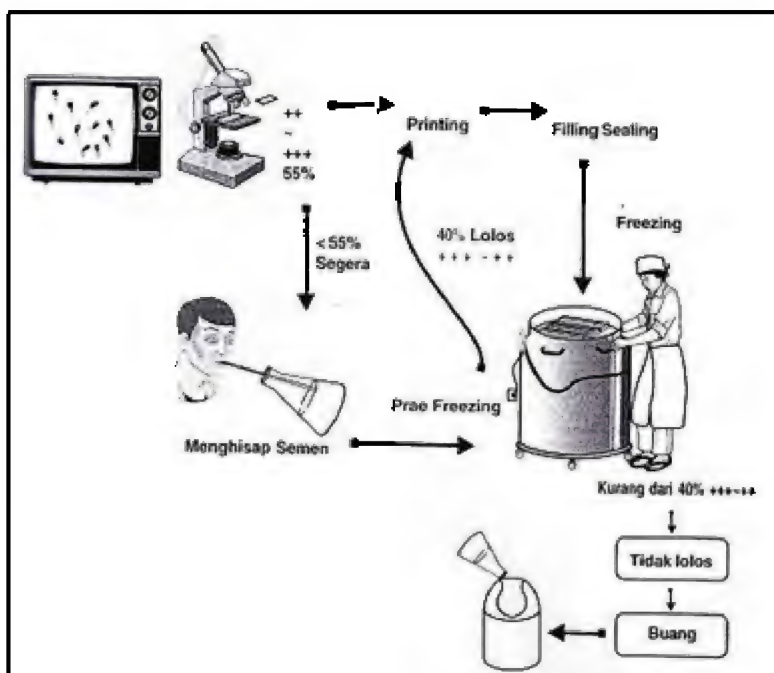 ++
~
+++
55%
Printing
Filling Sealing
< 55%
Segera
40% Lolos
+ + + - + +
Freezing
Prae Freezing
Menghisap Semen
Kurang dari 40% +++-++
Tidak lolos
Buang